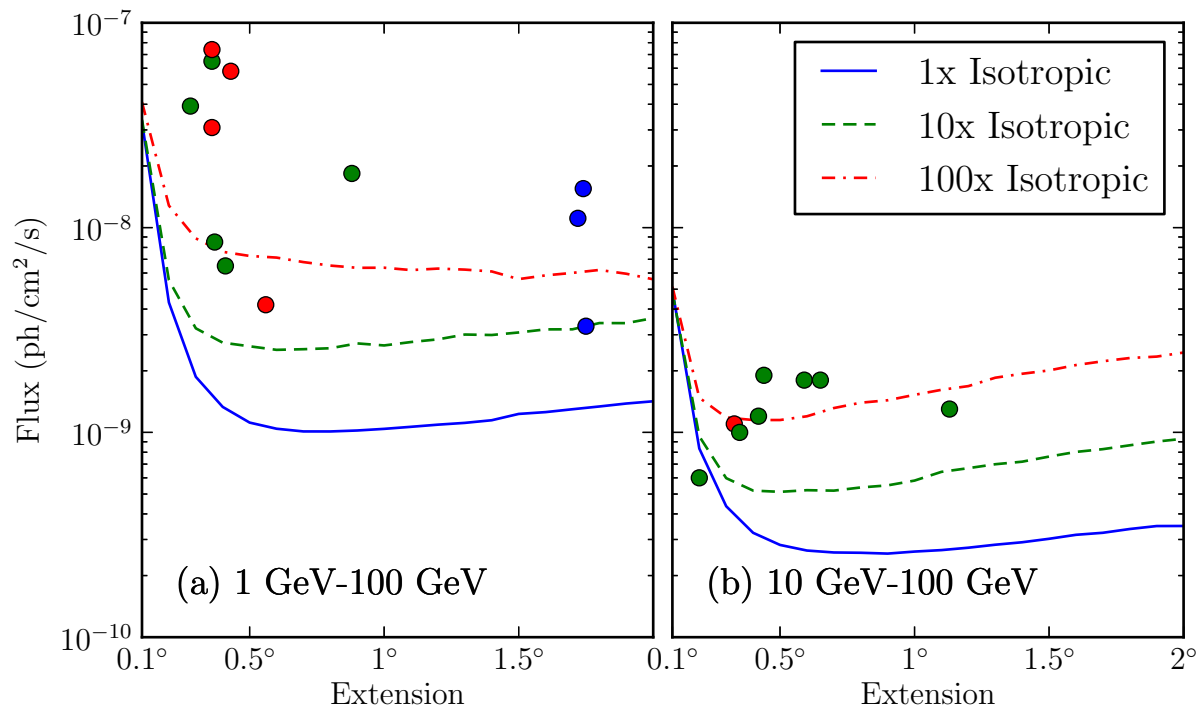 10⁻⁷
10⁻⁸
10⁻⁹
10⁻¹⁰
Flux (ph/cm²/s)
1x Isotropic
10x Isotropic
100x Isotropic
(a) 1 GeV-100 GeV
(b) 10 GeV-100 GeV
0.1° 0.5° 1° 1.5° 0.1° 0.5° 1° 1.5° 2°
Extension Extension